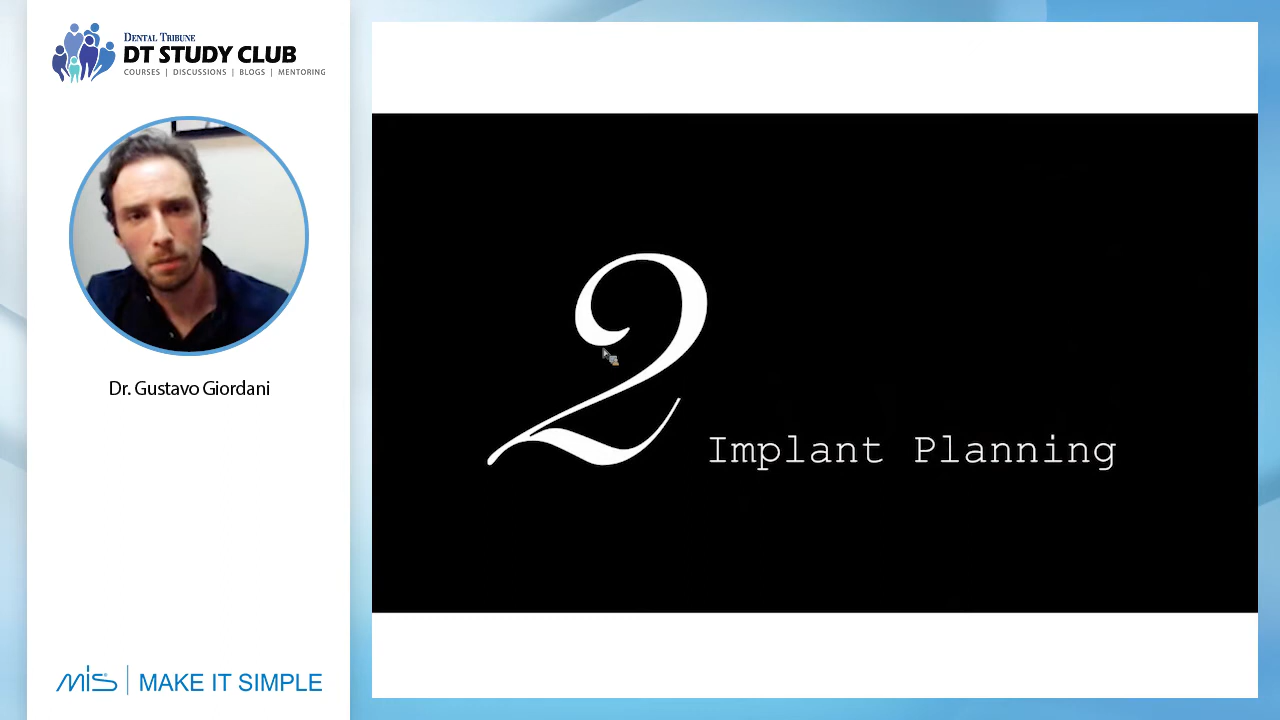 DENTAL TRIBUNE
DT STUDY CLUB
COURSES | DISCUSSIONS | BLOGS | MENTORING
Dr. Gustavo Giordani
2 Implant Planning
mis® | MAKE IT SIMPLE